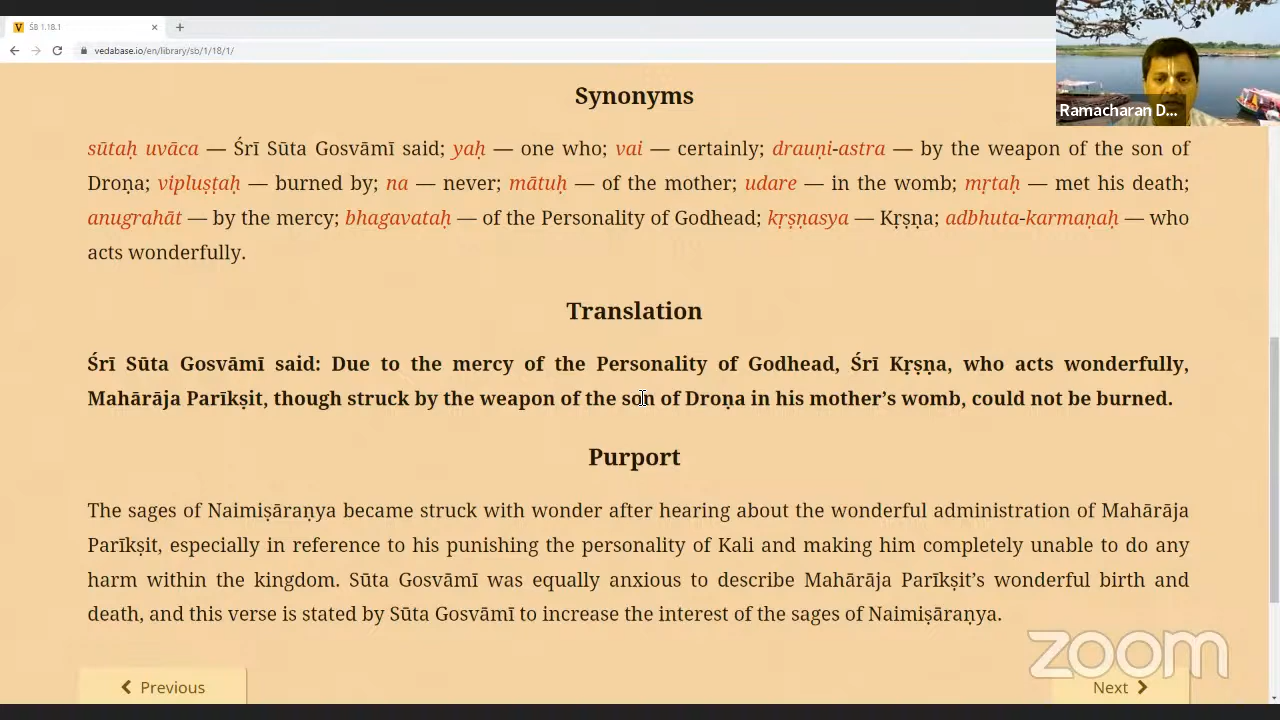 ŚB 1.18.1
vedabase.io/en/library/sb/1/18/1/
Ramacharan D...
Synonyms
sūtaḥ uvāca — Śrī Sūta Gosvāmī said; yaḥ — one who; vai — certainly; drauṇi-astra — by the weapon of the son of
Droṇa; vipluṣṭaḥ — burned by; na — never; mātuḥ — of the mother; udare — in the womb; mṛtaḥ — met his death;
anugrahāt — by the mercy; bhagavataḥ — of the Personality of Godhead; kṛṣṇasya — Kṛṣṇa; adbhuta-karmaṇaḥ — who
acts wonderfully.
Translation
Śrī Sūta Gosvāmī said: Due to the mercy of the Personality of Godhead, Śrī Kṛṣṇa, who acts wonderfully,
Mahārāja Parīkṣit, though struck by the weapon of the son of Droṇa in his mother’s womb, could not be burned.
Purport
The sages of Naimiṣāraṇya became struck with wonder after hearing about the wonderful administration of Mahārāja
Parīkṣit, especially in reference to his punishing the personality of Kali and making him completely unable to do any
harm within the kingdom. Sūta Gosvāmī was equally anxious to describe Mahārāja Parīkṣit’s wonderful birth and
death, and this verse is stated by Sūta Gosvāmī to increase the interest of the sages of Naimiṣāraṇya.
zoom
Previous
Next